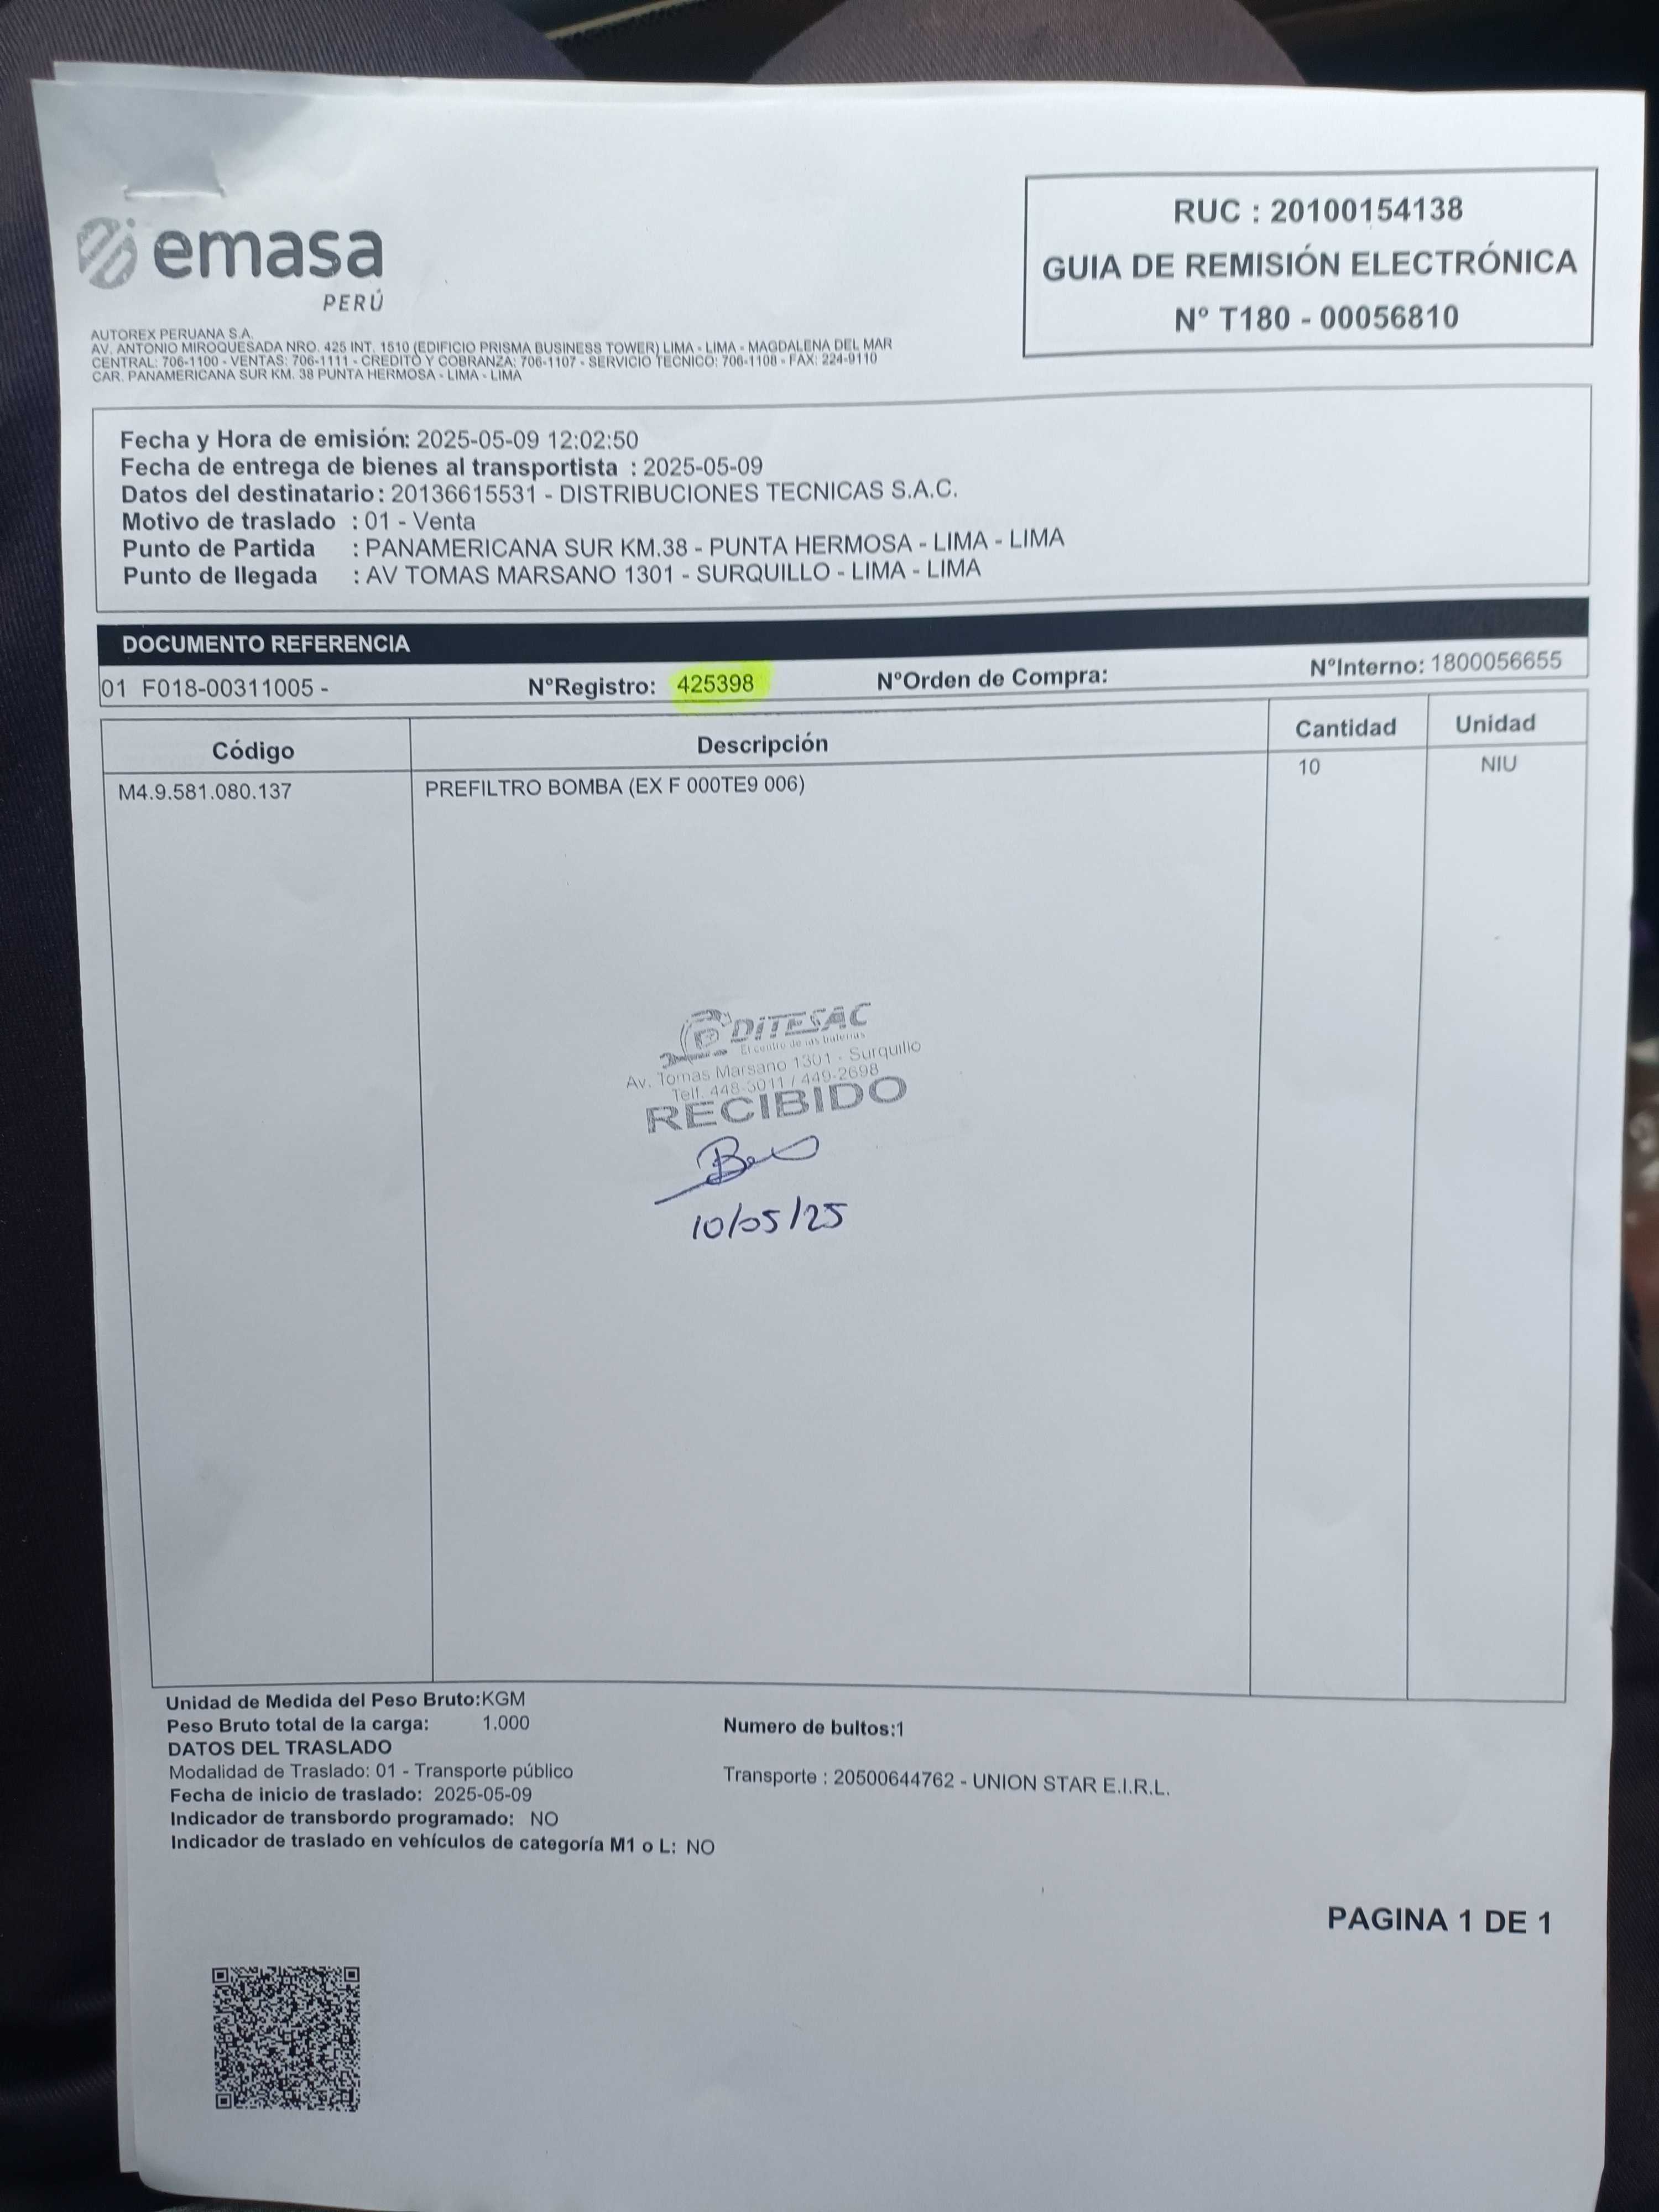 emasa
PERÚ
RUC : 20100154138
GUIA DE REMISIÓN ELECTRÓNICA
Nº T180 - 00056810
AUTOREX PERUANA S.A.
AV. ANTONIO MIROQUESADA NRO. 425 INT. 1510 (EDIFICIO PRISMA BUSINESS TOWER) LIMA - LIMA - MAGDALENA DEL MAR
CENTRAL: 706-1100 - VENTAS: 706-1111 - CREDITO Y COBRANZA: 706-1107 - SERVICIO TECNICO: 706-1108 - FAX: 224-9110
CAR. PANAMERICANA SUR KM. 38 PUNTA HERMOSA - LIMA - LIMA
Fecha y Hora de emisión: 2025-05-09 12:02:50
Fecha de entrega de bienes al transportista : 2025-05-09
Datos del destinatario: 20136615531 - DISTRIBUCIONES TECNICAS S.A.C.
Motivo de traslado : 01 - Venta
Punto de Partida : PANAMERICANA SUR KM.38 - PUNTA HERMOSA - LIMA - LIMA
Punto de llegada : AV TOMAS MARSANO 1301 - SURQUILLO - LIMA - LIMA
DOCUMENTO REFERENCIA
01 F018-00311005 - NºRegistro: 425398 NºOrden de Compra: NºInterno: 1800056655
Código Descripción Cantidad Unidad
M4.9.581.080.137 PREFILTRO BOMBA (EX F 000TE9 006) 10 NIU
DITESAC
El centro de las baterias
Av. Tomas Marsano 1301 - Surquillo
Telf. 448-3011 / 449-2698
RECIBIDO
10/05/25
Unidad de Medida del Peso Bruto:KGM
Peso Bruto total de la carga: 1.000 Numero de bultos:1
DATOS DEL TRASLADO
Modalidad de Traslado: 01 - Transporte público Transporte : 20500644762 - UNION STAR E.I.R.L.
Fecha de inicio de traslado: 2025-05-09
Indicador de transbordo programado: NO
Indicador de traslado en vehículos de categoría M1 o L: NO
PAGINA 1 DE 1